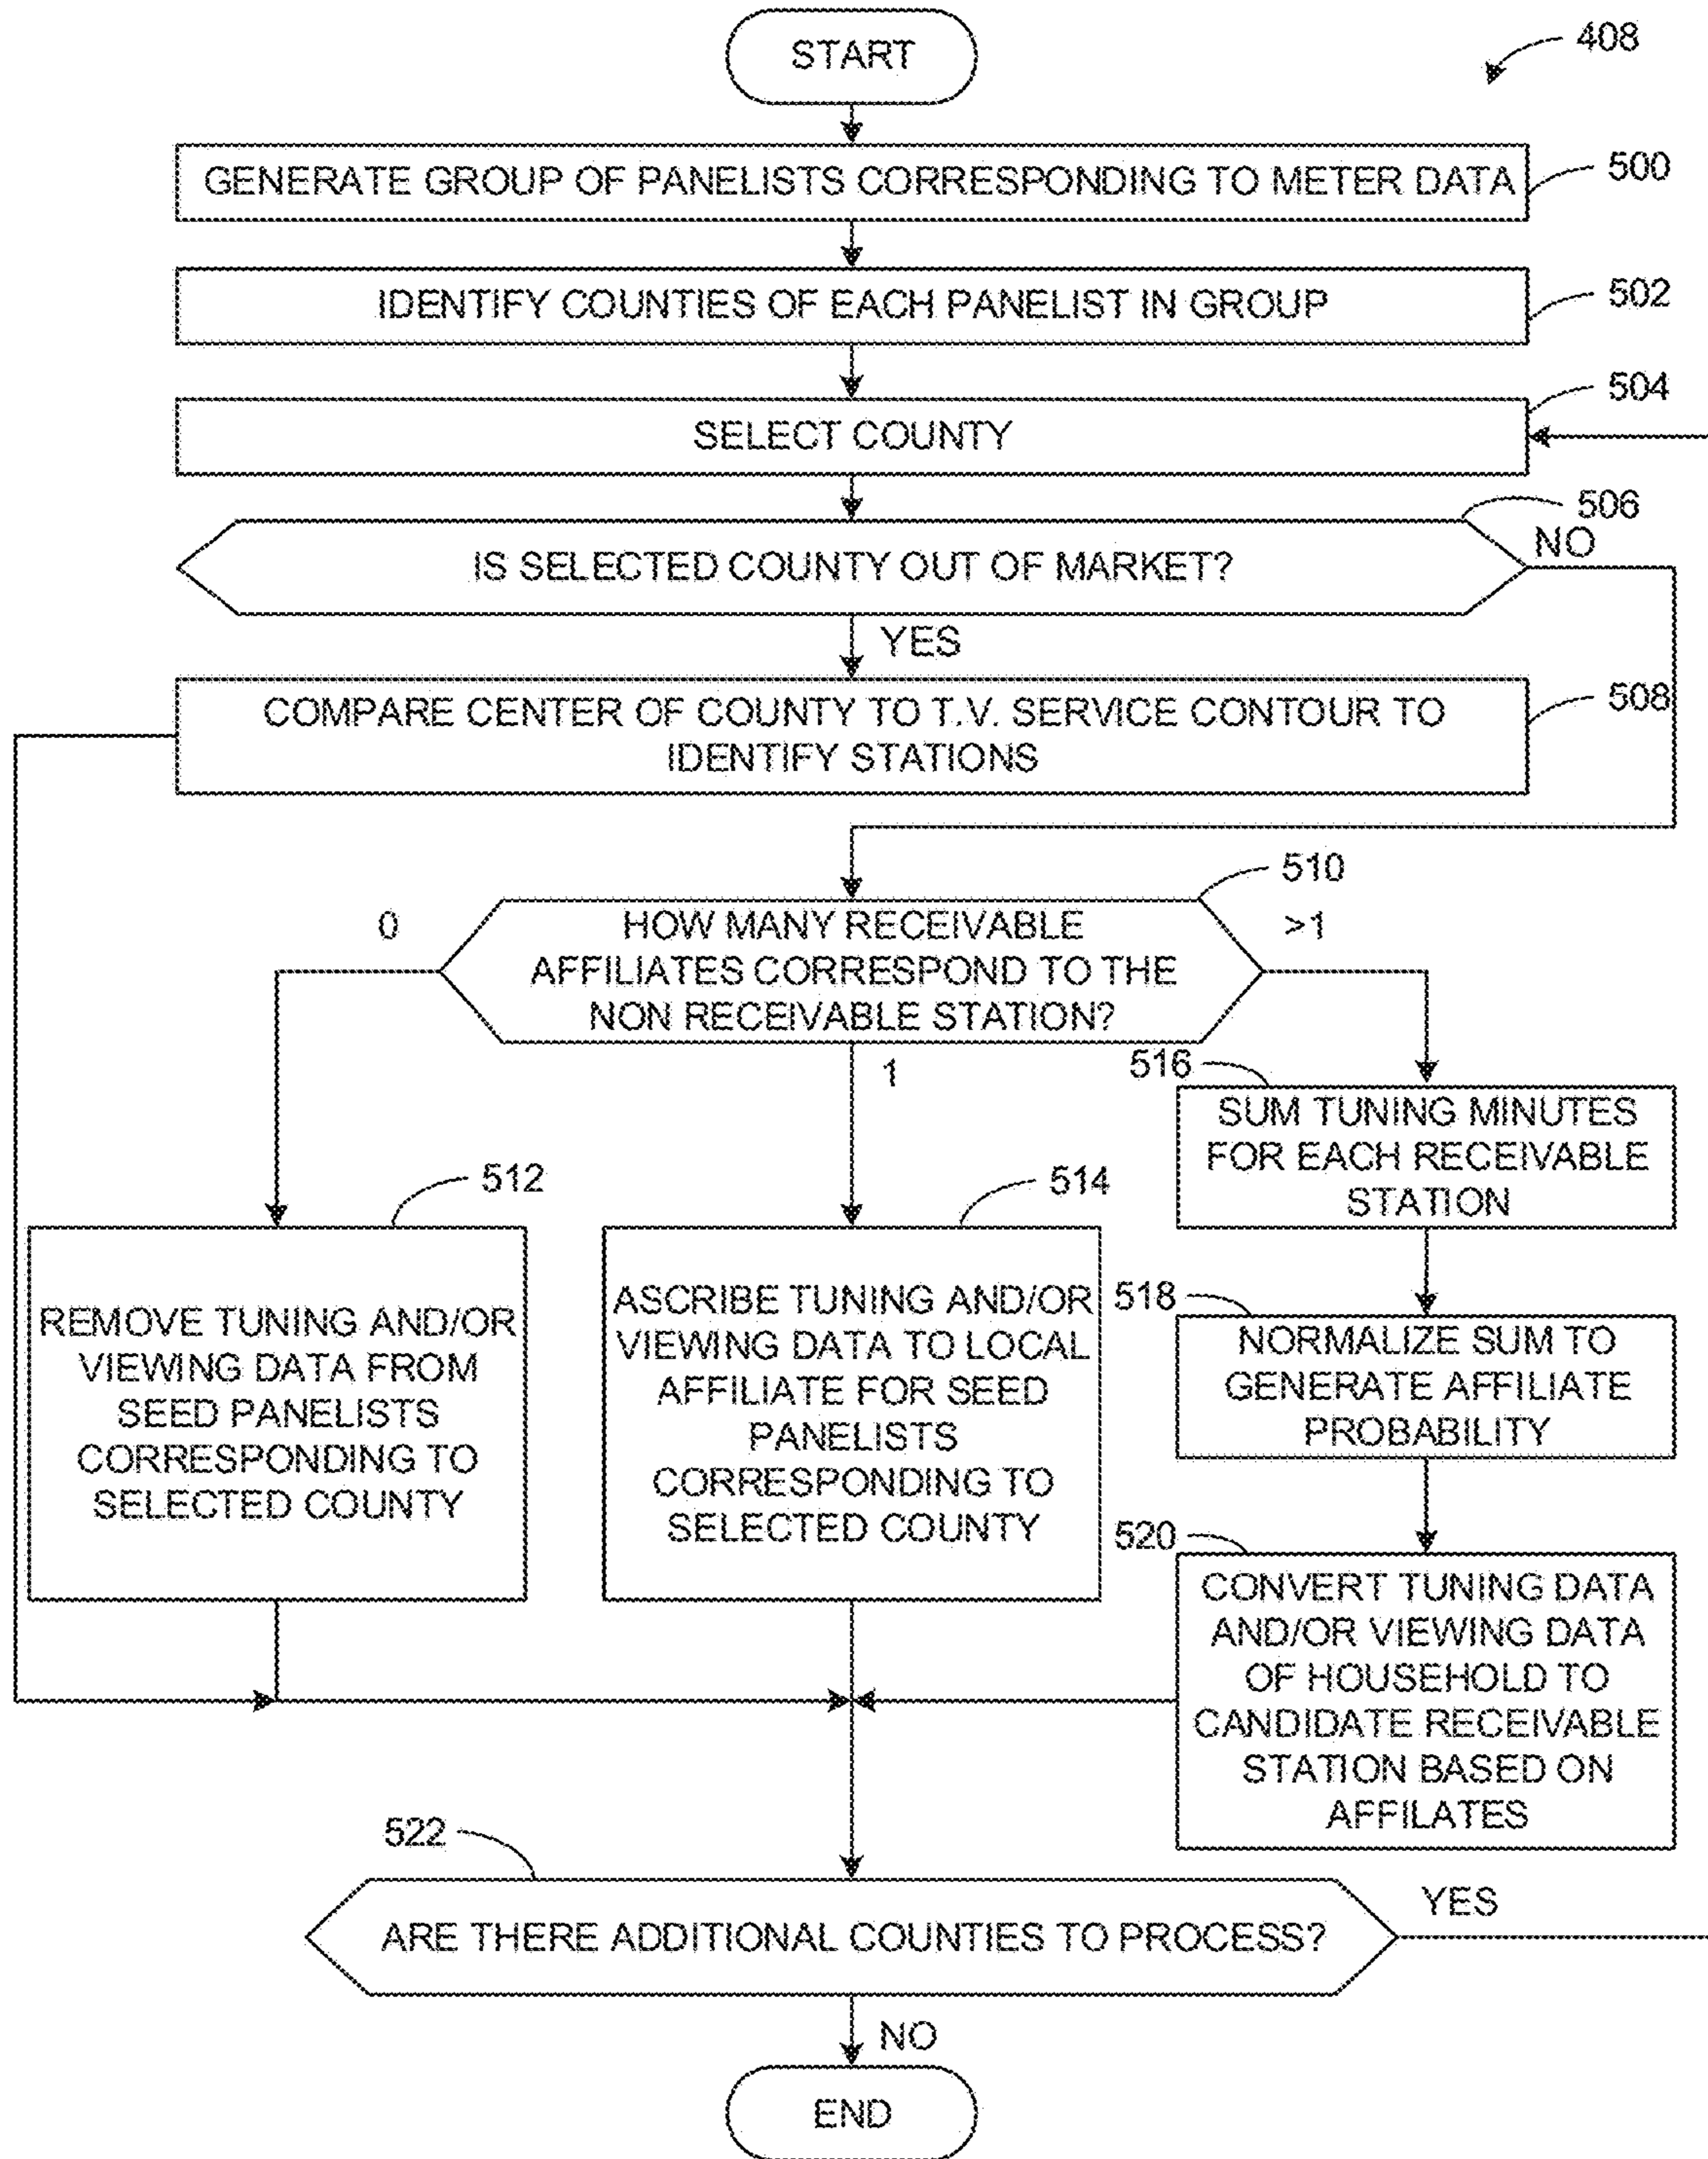 START
408
GENERATE GROUP OF PANELISTS CORRESPONDING TO METER DATA
500
IDENTIFY COUNTIES OF EACH PANELIST IN GROUP
502
504
SELECT COUNTY
506
IS SELECTED COUNTY OUT OF MARKET?
NO
YES
COMPARE CENTER OF COUNTY TO T.V. SERVICE CONTOUR TO
IDENTIFY STATIONS
508
510
0
HOW MANY RECEIVABLE
AFFILIATES CORRESPOND TO THE
NON RECEIVABLE STATION?
>1
1
516
SUM TUNING MINUTES
FOR EACH RECEIVABLE
STATION
512
REMOVE TUNING AND/OR
VIEWING DATA FROM
SEED PANELISTS
CORRESPONDING TO
SELECTED COUNTY
514
ASCRIBE TUNING AND/OR
VIEWING DATA TO LOCAL
AFFILIATE FOR SEED
PANELISTS
CORRESPONDING TO
SELECTED COUNTY
518
NORMALIZE SUM TO
GENERATE AFFILIATE
PROBABILITY
520
CONVERT TUNING DATA
AND/OR VIEWING DATA
OF HOUSEHOLD TO
CANDIDATE RECEIVABLE
STATION BASED ON
AFFILATES
522
ARE THERE ADDITIONAL COUNTIES TO PROCESS?
YES
NO
END